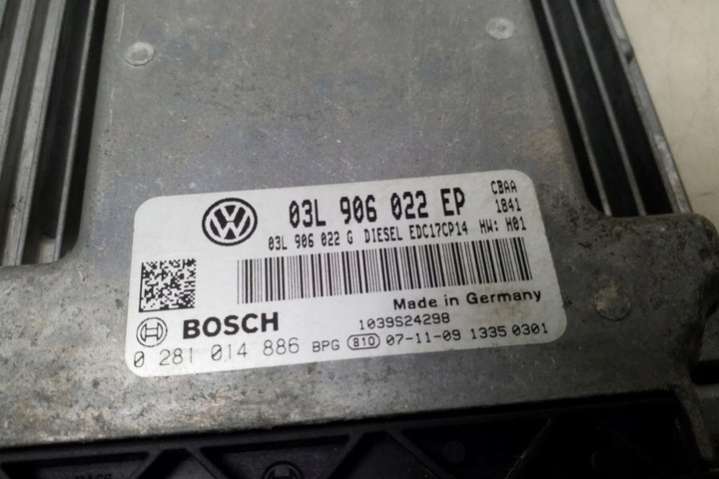 03L 906 022 EP CBAA
03L 906 022 G DIESEL EDC17CP14 1841
HW: H01
Made in Germany
BOSCH 1039S24298
0 281 014 886 BPG 810 07-11-09 1335 0301